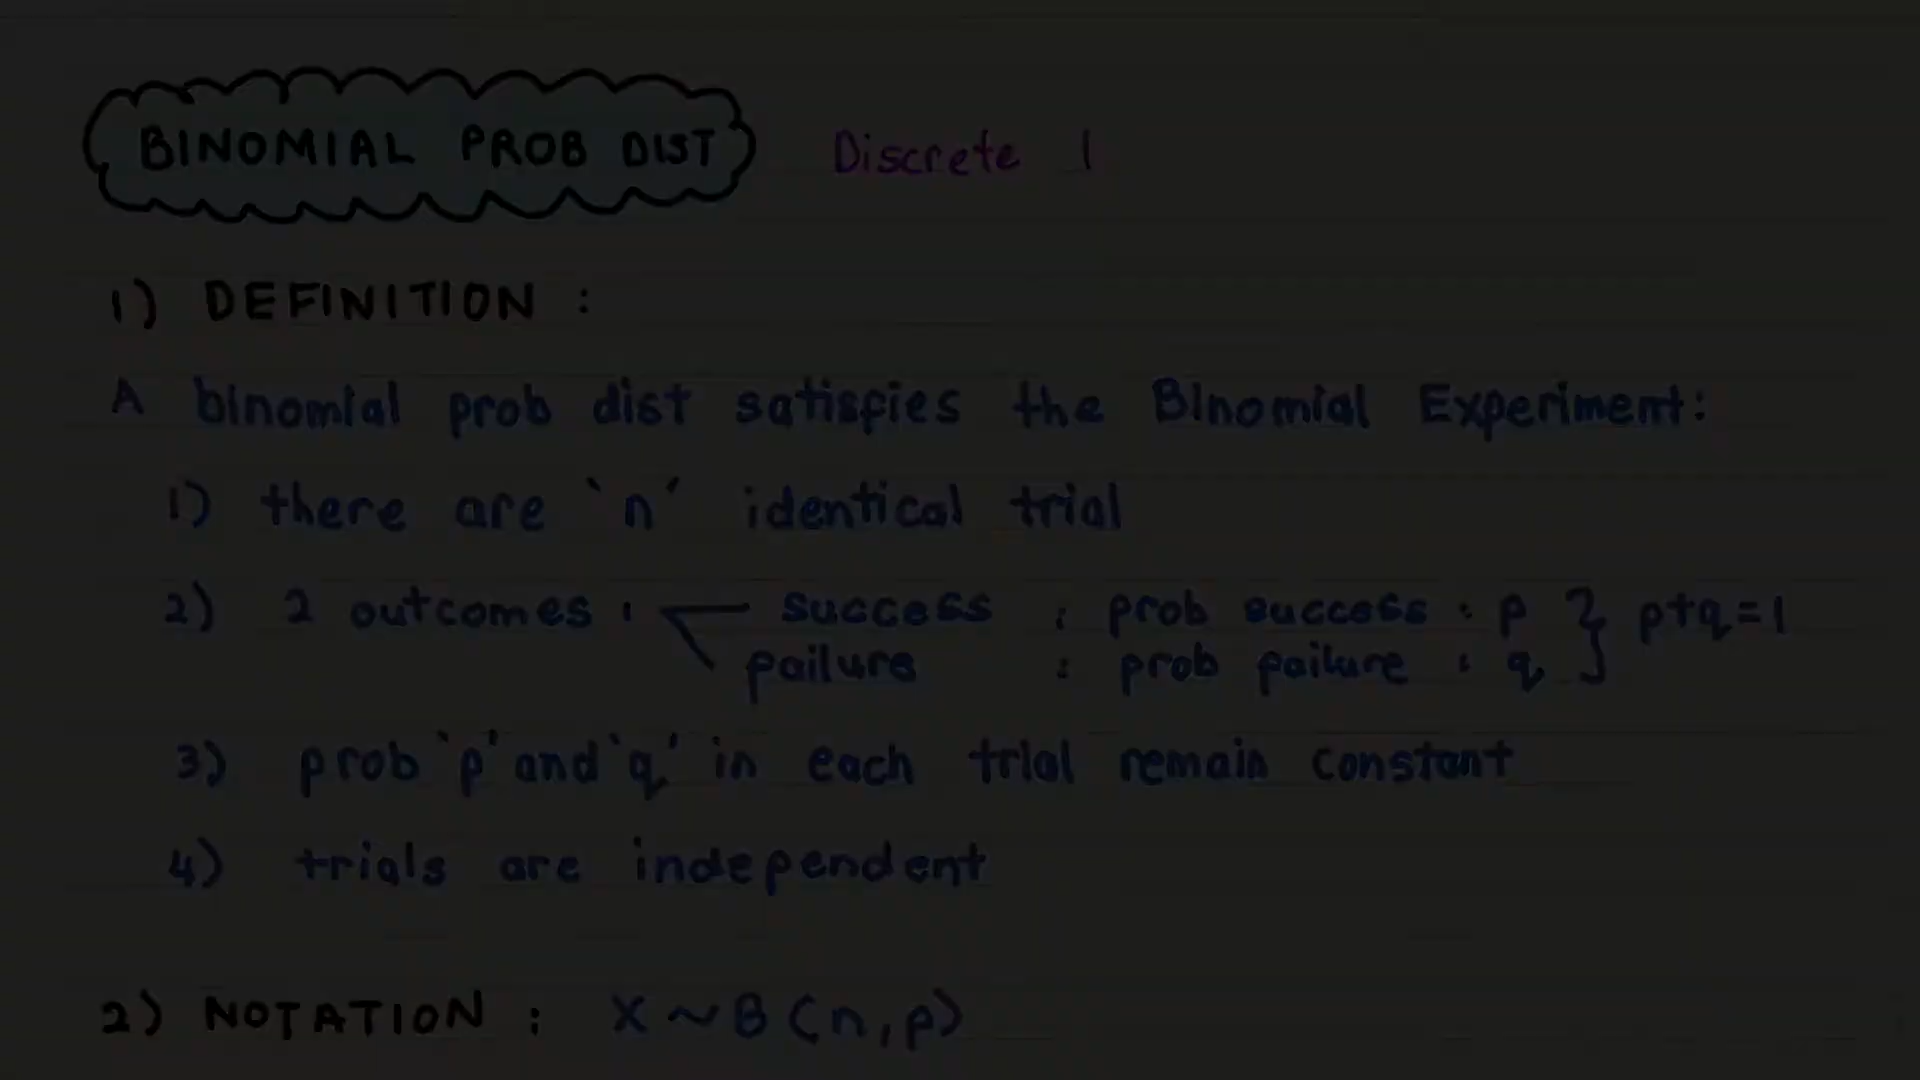 BINOMIAL PROB DIST Discrete 1
1) DEFINITION :
A binomial prob dist satisfies the Binomial Experiment:
1) there are 'n' identical trial
2) 2 outcomes : success : prob success : p } p+q=1
failure : prob failure : q
3) prob 'p' and 'q' in each trial remain constant
4) trials are independent
2) NOTATION : X ~ B (n, p)